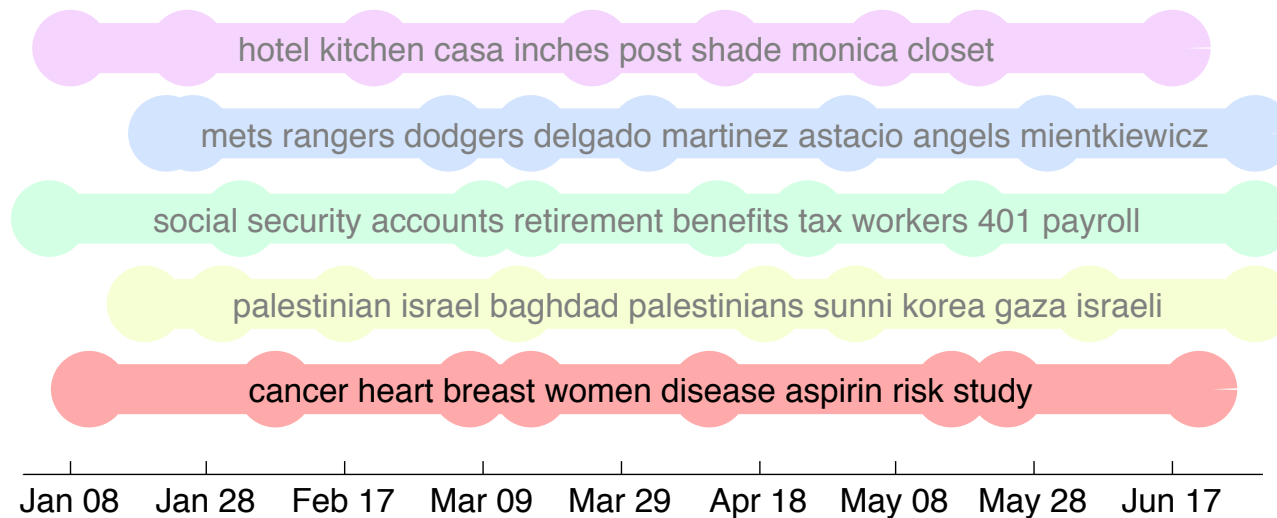 hotel kitchen casa inches post shade monica closet
mets rangers dodgers delgado martinez astacio angels mientkiewicz
social security accounts retirement benefits tax workers 401 payroll
palestinian israel baghdad palestinians sunni korea gaza israeli
cancer heart breast women disease aspirin risk study
Jan 08 Jan 28 Feb 17 Mar 09 Mar 29 Apr 18 May 08 May 28 Jun 17